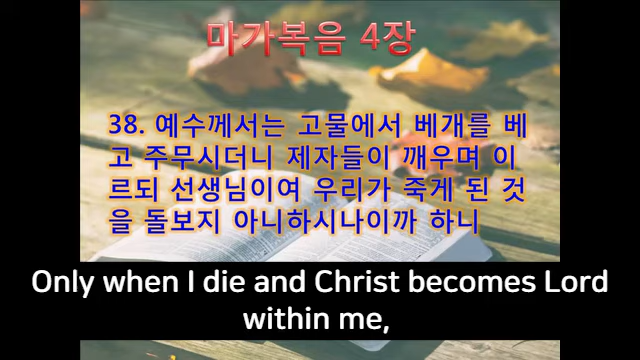 마가복음 4장
38. 예수께서는 고물에서 베개를 베
고 주무시더니 제자들이 깨우며 이
르되 선생님이여 우리가 죽게 된 것
을 돌보지 아니하시나이까 하니
Only when I die and Christ becomes Lord
within me,